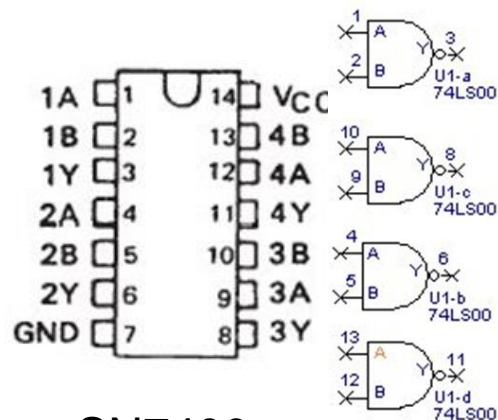 1A 1 14 VCC
1B 2 13 4B
1Y 3 12 4A
2A 4 11 4Y
2B 5 10 3B
2Y 6 9 3A
GND 7 8 3Y
1 A Y 3
2 B U1-a
74LS00
10 A Y 8
9 B U1-c
74LS00
4 A Y 6
5 B U1-b
74LS00
13 A Y 11
12 B U1-d
74LS00